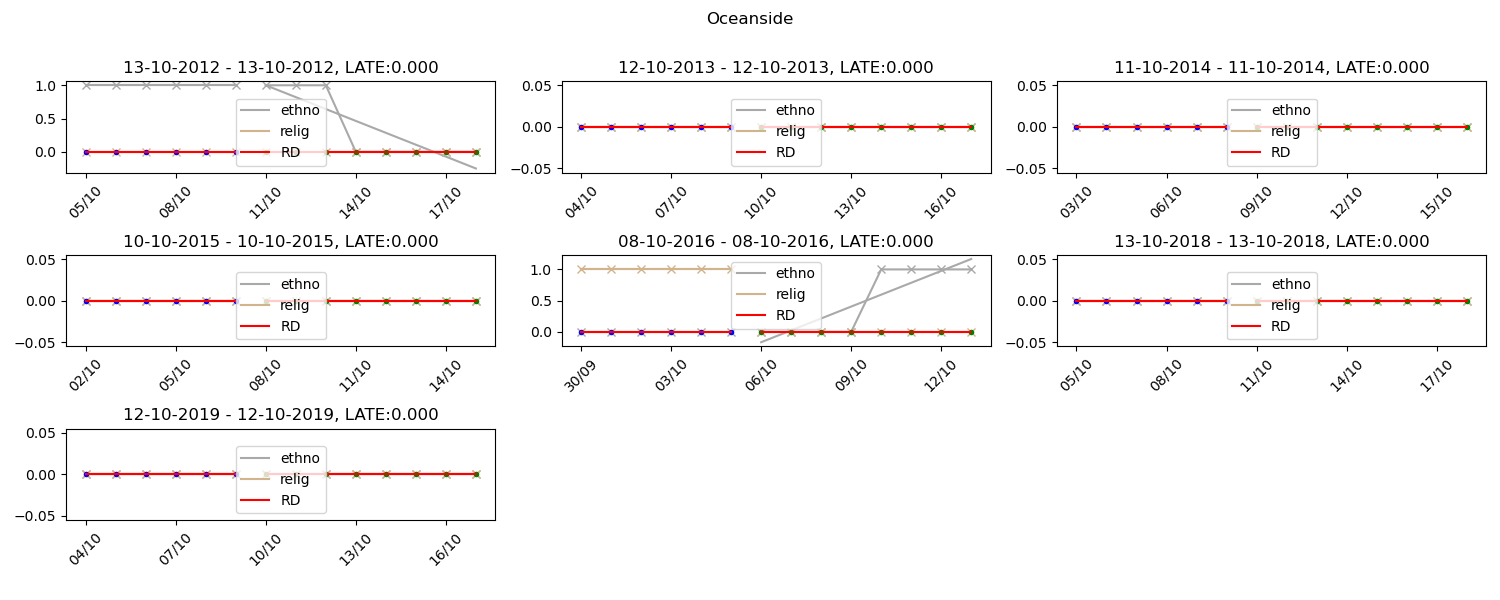 Oceanside
13-10-2012 - 13-10-2012, LATE:0.000
1.0
0.5
0.0
ethno
relig
RD
05/10
08/10
11/10
14/10
17/10
12-10-2013 - 12-10-2013, LATE:0.000
0.05
0.00
−0.05
ethno
relig
RD
04/10
07/10
10/10
13/10
16/10
11-10-2014 - 11-10-2014, LATE:0.000
0.05
0.00
−0.05
ethno
relig
RD
03/10
06/10
09/10
12/10
15/10
10-10-2015 - 10-10-2015, LATE:0.000
0.05
0.00
−0.05
ethno
relig
RD
02/10
05/10
08/10
11/10
14/10
08-10-2016 - 08-10-2016, LATE:0.000
1.0
0.5
0.0
ethno
relig
RD
30/09
03/10
06/10
09/10
12/10
13-10-2018 - 13-10-2018, LATE:0.000
0.05
0.00
−0.05
ethno
relig
RD
05/10
08/10
11/10
14/10
17/10
12-10-2019 - 12-10-2019, LATE:0.000
0.05
0.00
−0.05
ethno
relig
RD
04/10
07/10
10/10
13/10
16/10